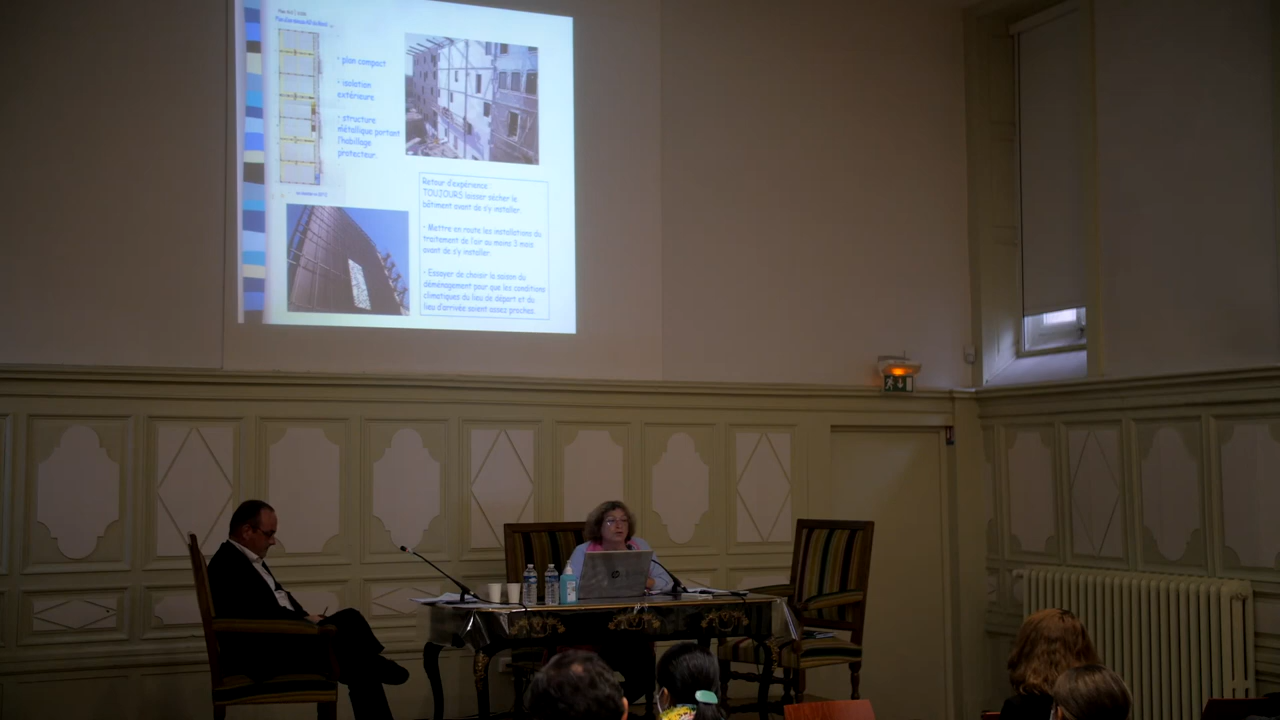 • plan compact
• isolation
extérieure
• structure
métallique portant
l'habillage
protecteur.
Retour d'expérience
TOUJOURS laisser sécher le
bâtiment avant de s'y installer.
• Mettre en route les installations du
traitement de l'air au moins
avant de s'y installer.
• Essayer de choisir la saison du
déménagement pour que les conditions
climatiques du lieu de départ et du
lieu d'arrivée soient assez proches.
hp